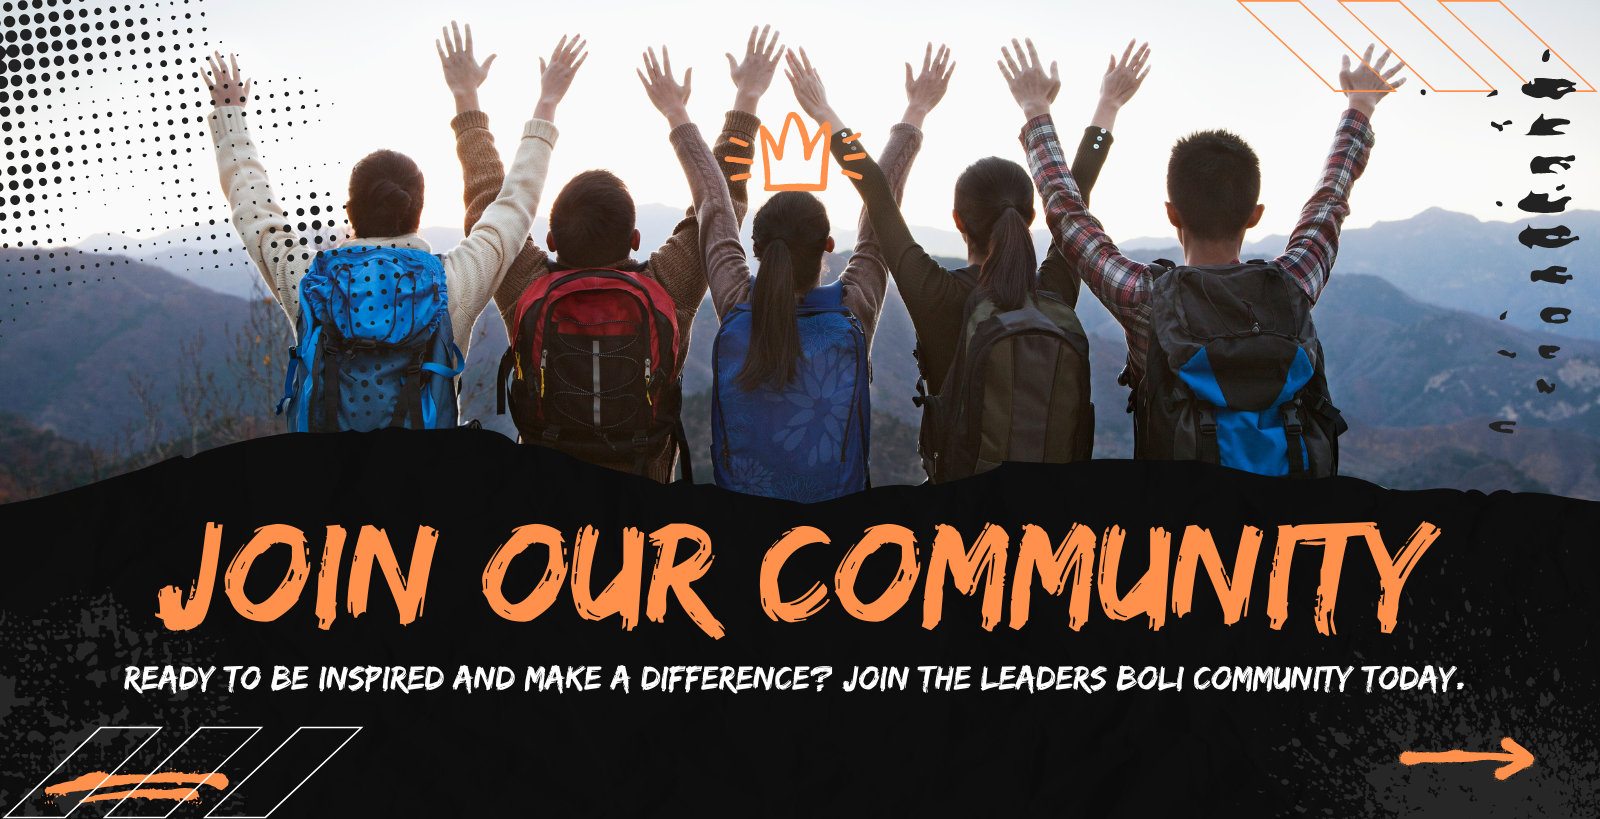 JOIN OUR COMMUNITY
READY TO BE INSPIRED AND MAKE A DIFFERENCE? JOIN THE LEADERS BOLI COMMUNITY TODAY.